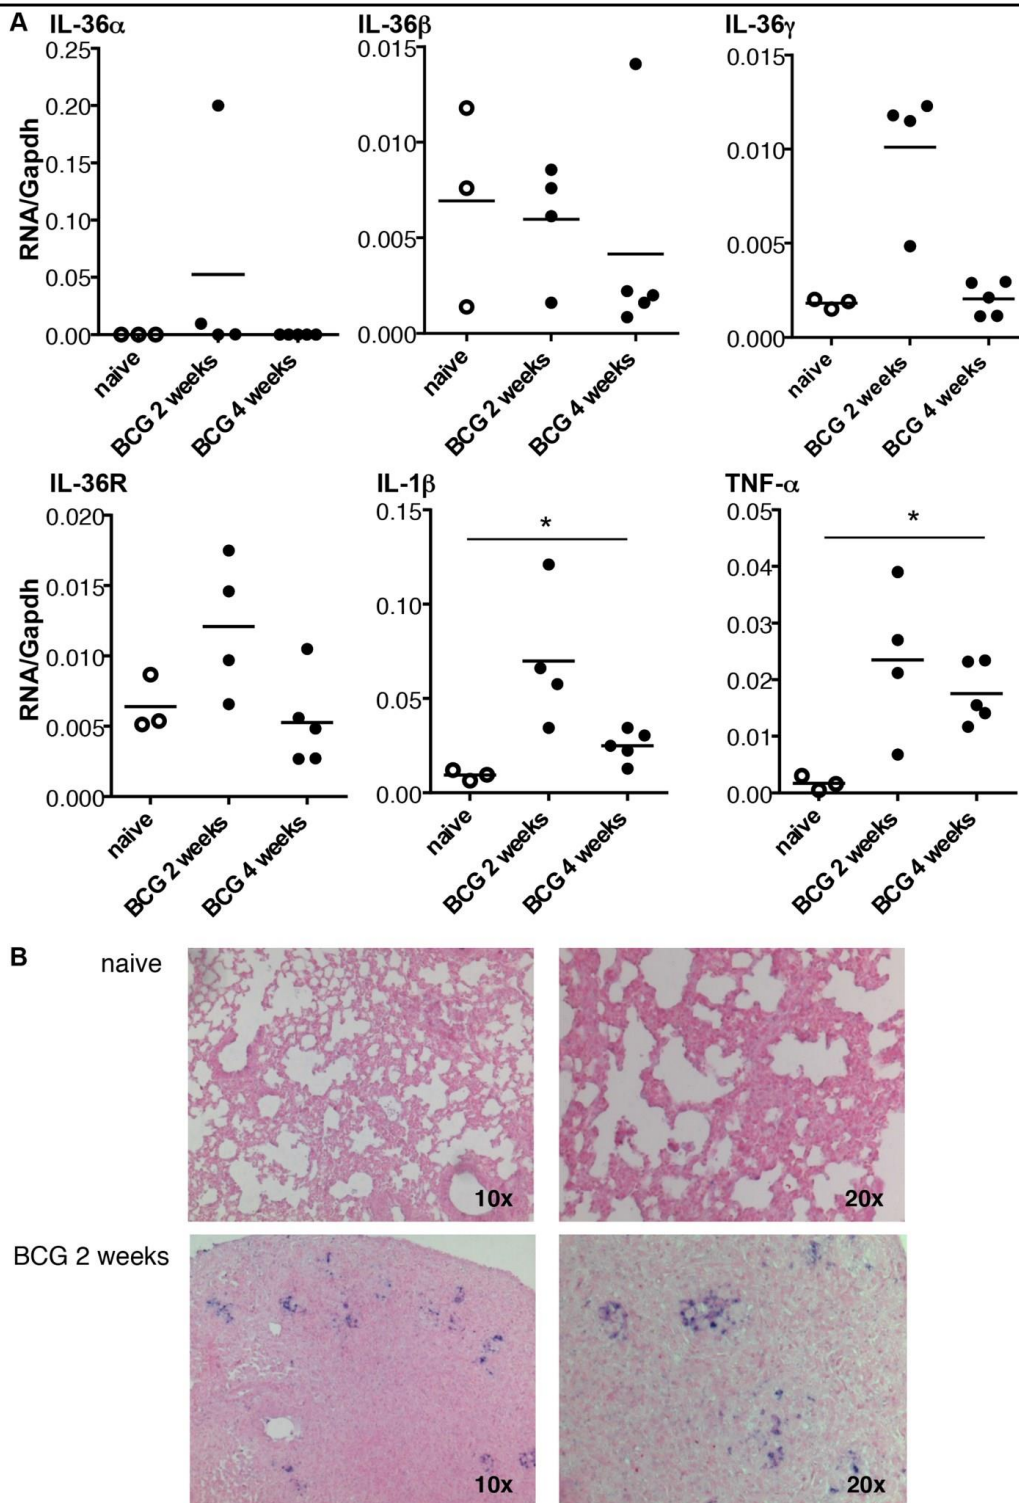 A
IL-36α
IL-36β
IL-36γ
RNA/Gapdh
0.25
0.20
0.15
0.10
0.05
0.00
naive
BCG 2 weeks
BCG 4 weeks
0.015
0.010
0.005
0.000
naive
BCG 2 weeks
BCG 4 weeks
0.015
0.010
0.005
0.000
naive
BCG 2 weeks
BCG 4 weeks
IL-36R
IL-1β
TNF-α
RNA/Gapdh
0.020
0.015
0.010
0.005
0.000
naive
BCG 2 weeks
BCG 4 weeks
0.15
0.10
0.05
0.00
*
naive
BCG 2 weeks
BCG 4 weeks
0.05
0.04
0.03
0.02
0.01
0.00
*
naive
BCG 2 weeks
BCG 4 weeks
B
naive
10x
20x
BCG 2 weeks
10x
20x